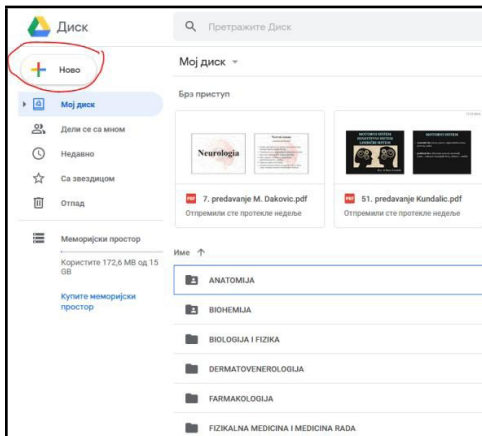 Диск
Претражите Диск
Ново
Мој диск
Мој диск
Дели се са мном
Недавно
Са звездицом
Отпад
Меморијски простор
Користите 172,6 MB од 15
GB
Купите меморијски
простор
Брз приступ
Neurologia
PDF 7. predavanje M. Dakovic.pdf
Отпремили сте протекле недеље
PDF 51. predavanje Kundalic.pdf
Отпремили сте протекле недеље
Име
ANATOMIJA
BIOHEMIJA
BIOLOGIJA I FIZIKA
DERMATOVENEROLOGIJA
FARMAKOLOGIJA
FIZIKALNA MEDICINA I MEDICINA RADA